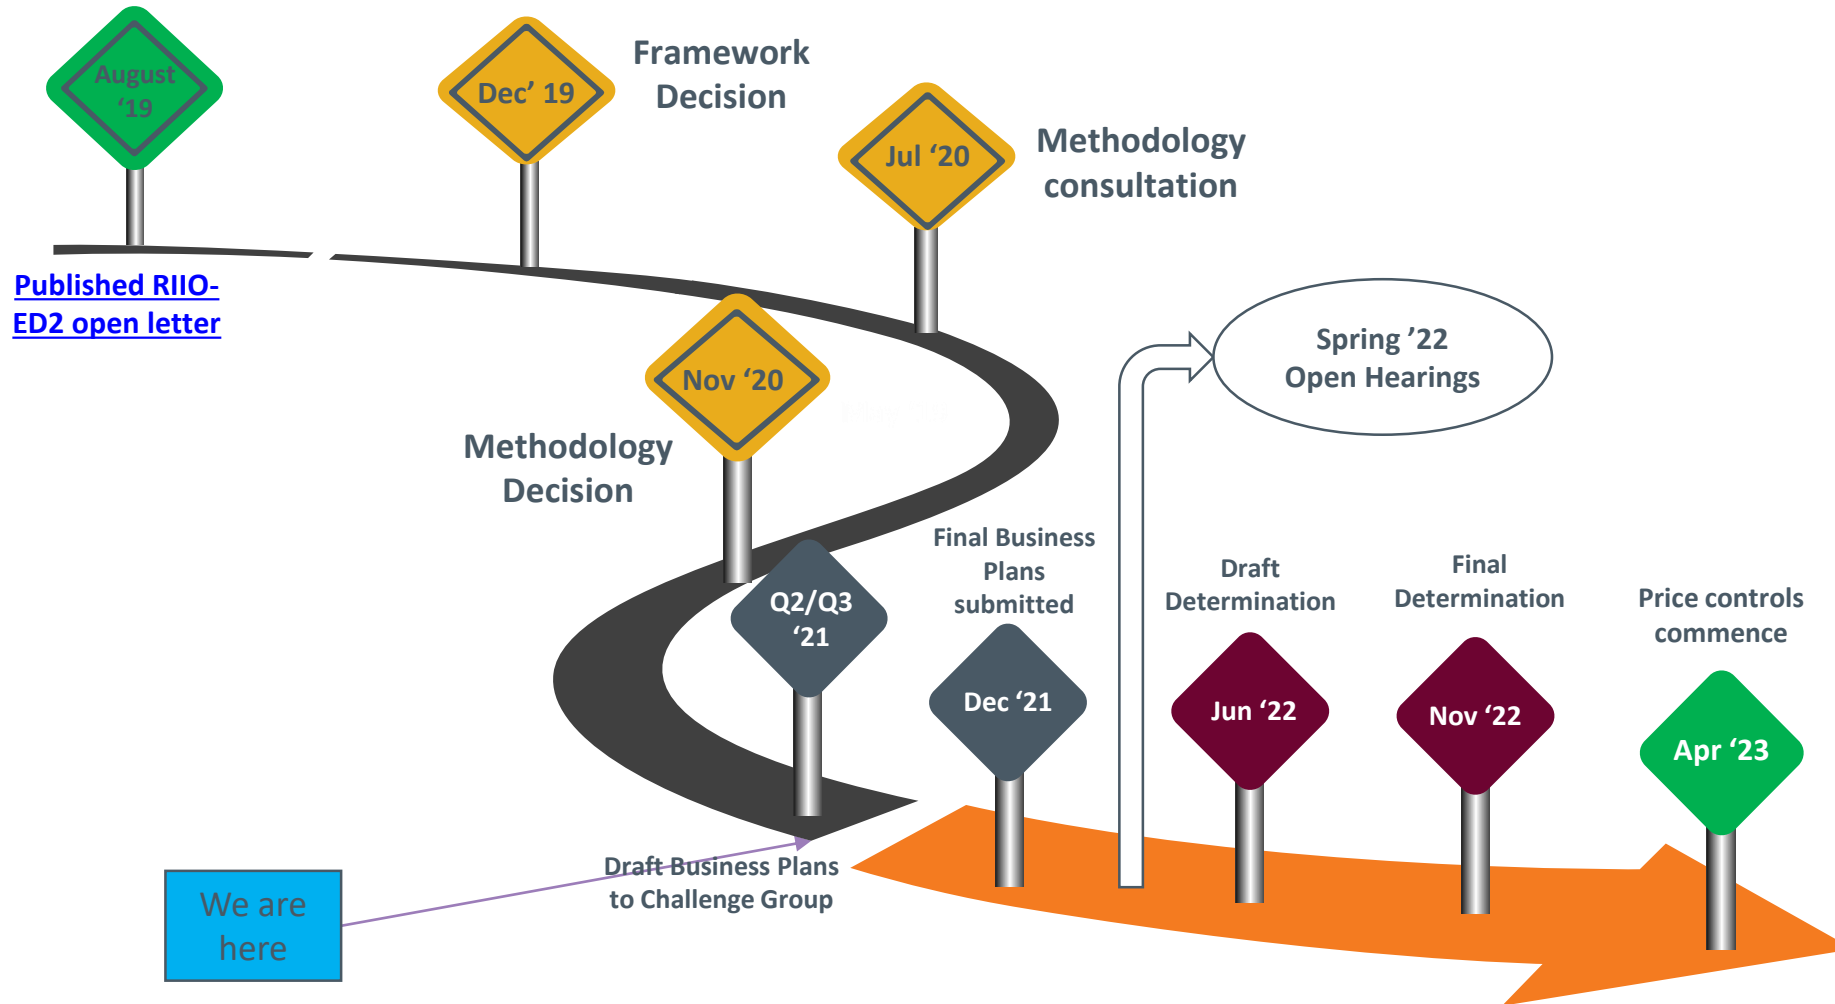 August
‘19
Published RIIO-
ED2 open letter
Dec’ 19
Framework
Decision
Jul ‘20
Methodology
consultation
Nov ‘20
Methodology
Decision
Q2/Q3
‘21
Draft Business Plans
to Challenge Group
We are
here
Final Business
Plans
submitted
Dec ‘21
Spring ’22
Open Hearings
Draft
Determination
Jun ‘22
Final
Determination
Nov ‘22
Price controls
commence
Apr ‘23